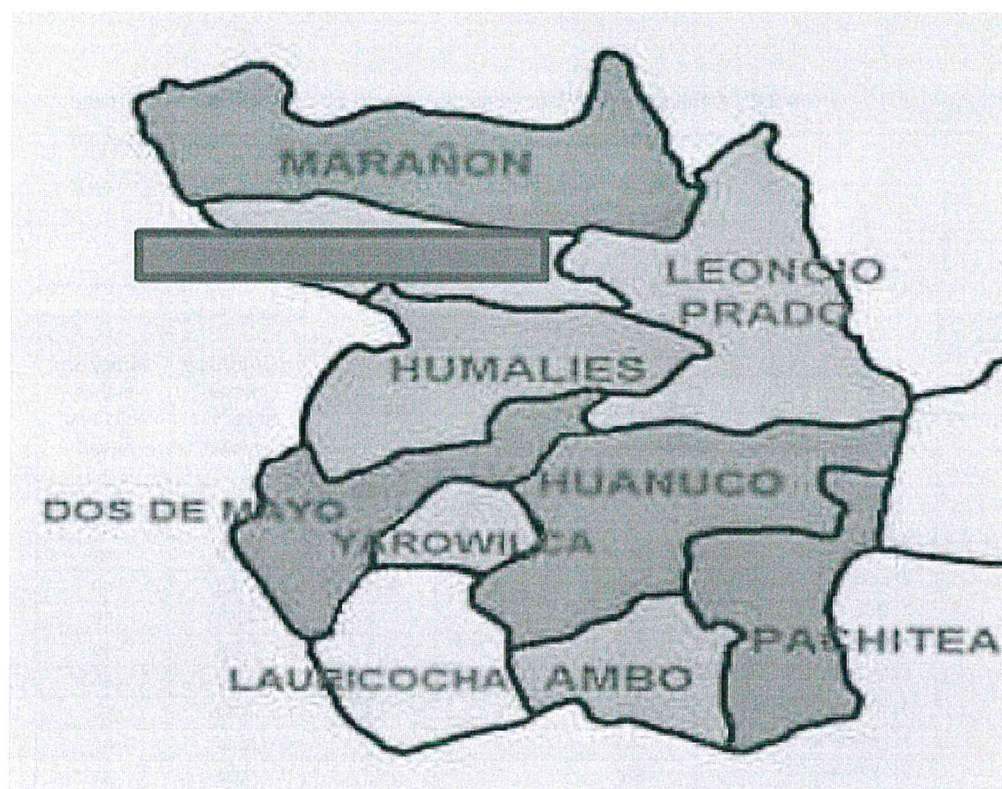 MARAÑON
LEONCIO
PRADO
HUMALIES
HUANUCO
DOS DE MAYO
YAROWILCA
PACHITEA
LAURICOCHA
AMBO